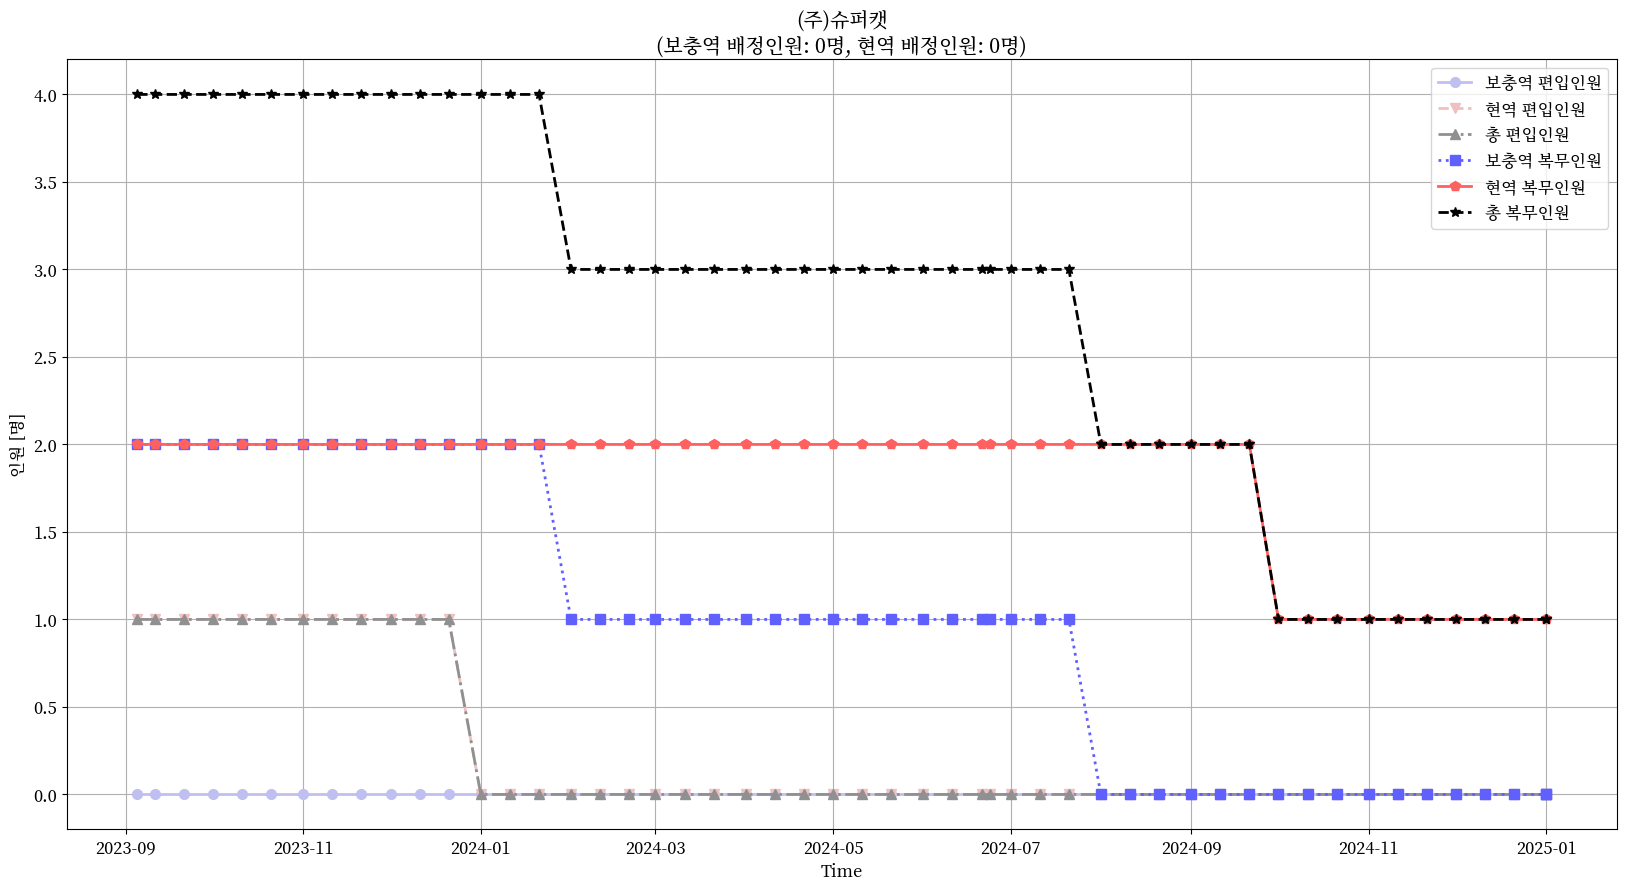 (주)슈퍼캣
(보충역 배정인원: 0명, 현역 배정인원: 0명)
보충역 편입인원
현역 편입인원
총 편입인원
보충역 복무인원
현역 복무인원
총 복무인원
인원 [명]
4.0
3.5
3.0
2.5
2.0
1.5
1.0
0.5
0.0
2023-09 2023-11 2024-01 2024-03 2024-05 2024-07 2024-09 2024-11 2025-01
Time